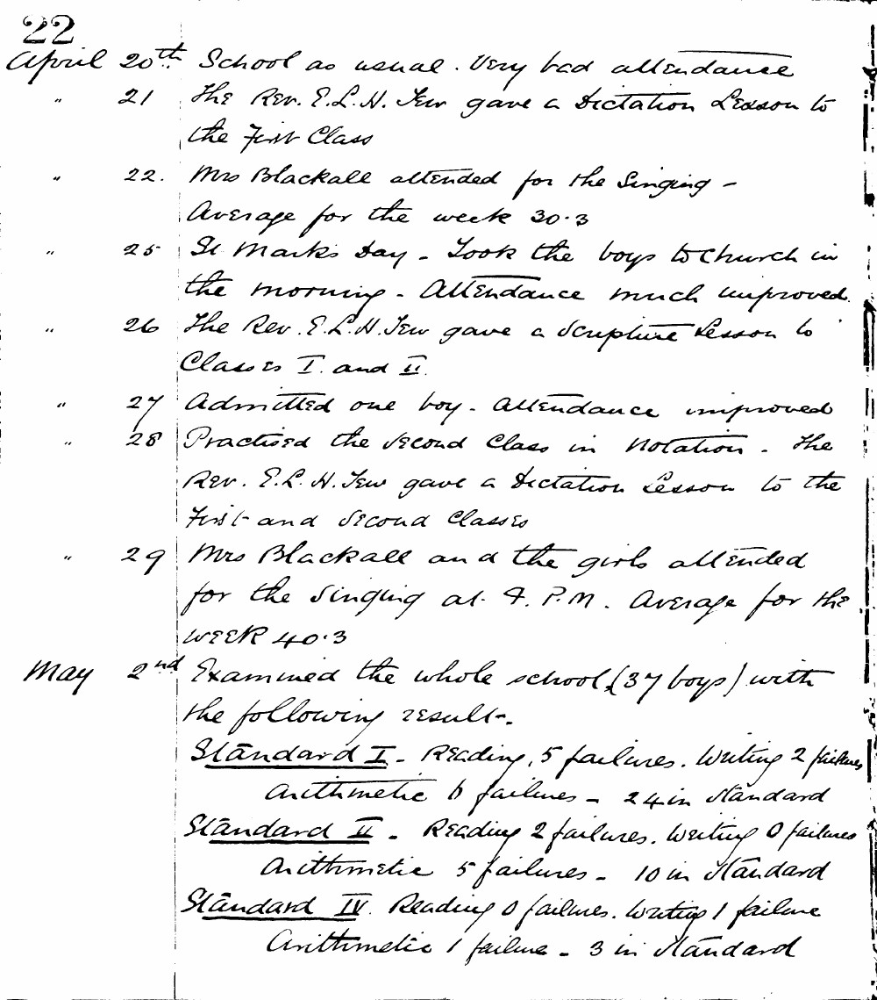 22
April 20th School as usual. Very bad attendance
" 21 The Rev. E.L.H. Tew gave a Dictation Lesson to
the First Class
" 22. Mrs Blackall attended for the Singing -
Average for the week 30.3
" 25 St Mark's Day - Took the boys to Church in
the morning - Attendance much improved.
" 26 The Rev. E.L.H. Tew gave a Scripture Lesson to
Classes I. and II.
" 27 Admitted one boy - Attendance improved
" 28 Practised the Second Class in Notation - The
Rev. E.L.H. Tew gave a Dictation Lesson to the
First and Second Classes
" 29 Mrs Blackall and the girls attended
for the Singing at 4. P.M. Average for the
week 40.3
May 2nd Examined the whole school, (37 boys) with
the following result-.
Standard I - Reading, 5 failures. Writing 2 failures
Arithmetic 6 failures - 24 in Standard
Standard II - Reading 2 failures. Writing 0 failures
Arithmetic 5 failures - 10 in Standard
Standard IV. Reading 0 failures. Writing 1 failure
Arithmetic 1 failure - 3 in Standard